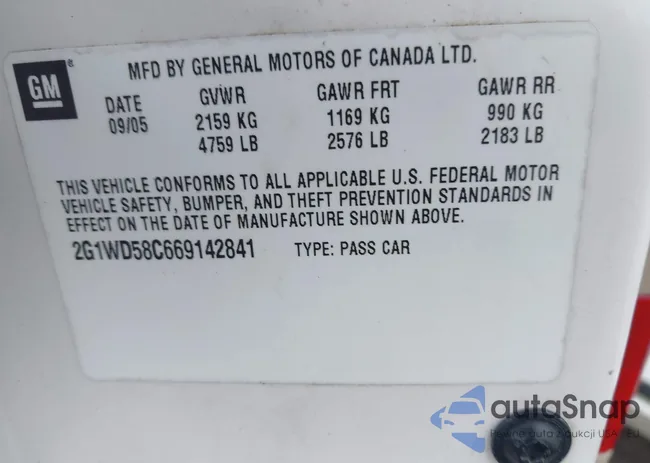 GM®
MFD BY GENERAL MOTORS OF CANADA LTD.
DATE GVWR GAWR FRT GAWR RR
09/05 2159 KG 1169 KG 990 KG
4759 LB 2576 LB 2183 LB
THIS VEHICLE CONFORMS TO ALL APPLICABLE U.S. FEDERAL MOTOR
VEHICLE SAFETY, BUMPER, AND THEFT PREVENTION STANDARDS IN
EFFECT ON THE DATE OF MANUFACTURE SHOWN ABOVE.
2G1WD58C669142841 TYPE: PASS CAR
autoSnap
auta z aukcji USA